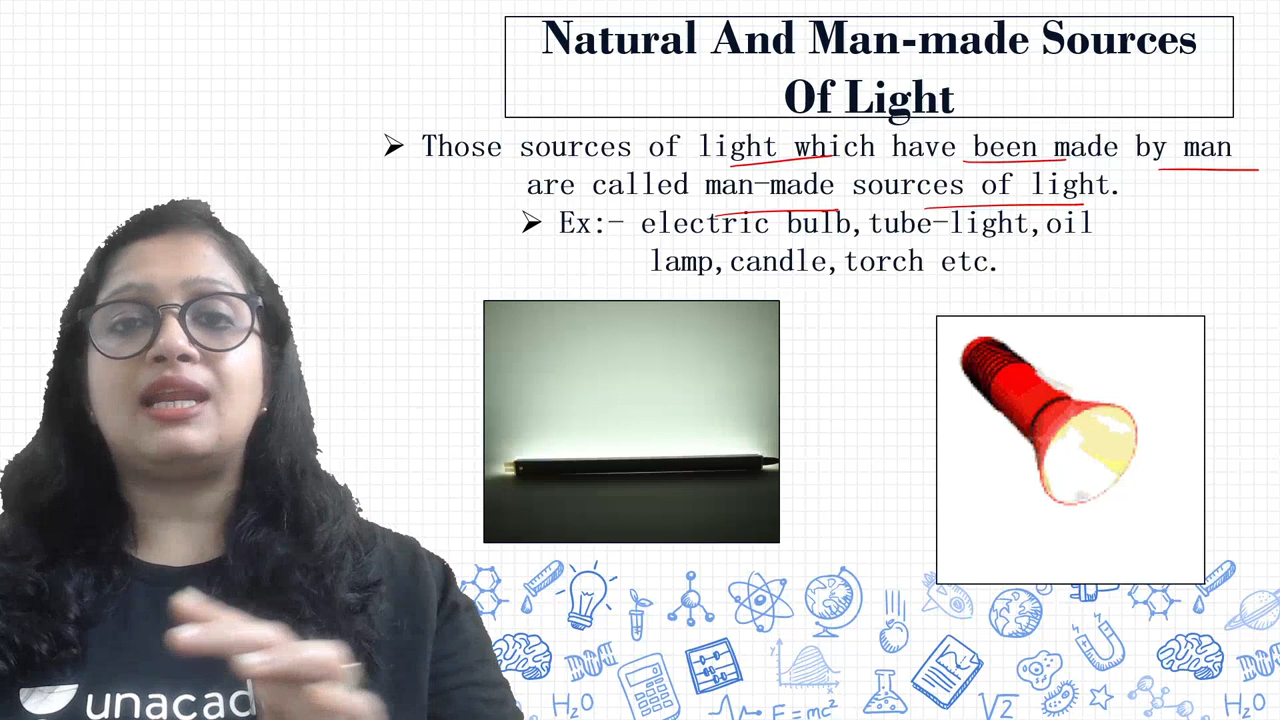 Natural And Man-made Sources
Of Light
➢ Those sources of light which have been made by man
are called man-made sources of light.
➢ Ex:- electric bulb,tube-light,oil
lamp,candle,torch etc.
unacad
H₂O
E=mc²
√2
H₂O